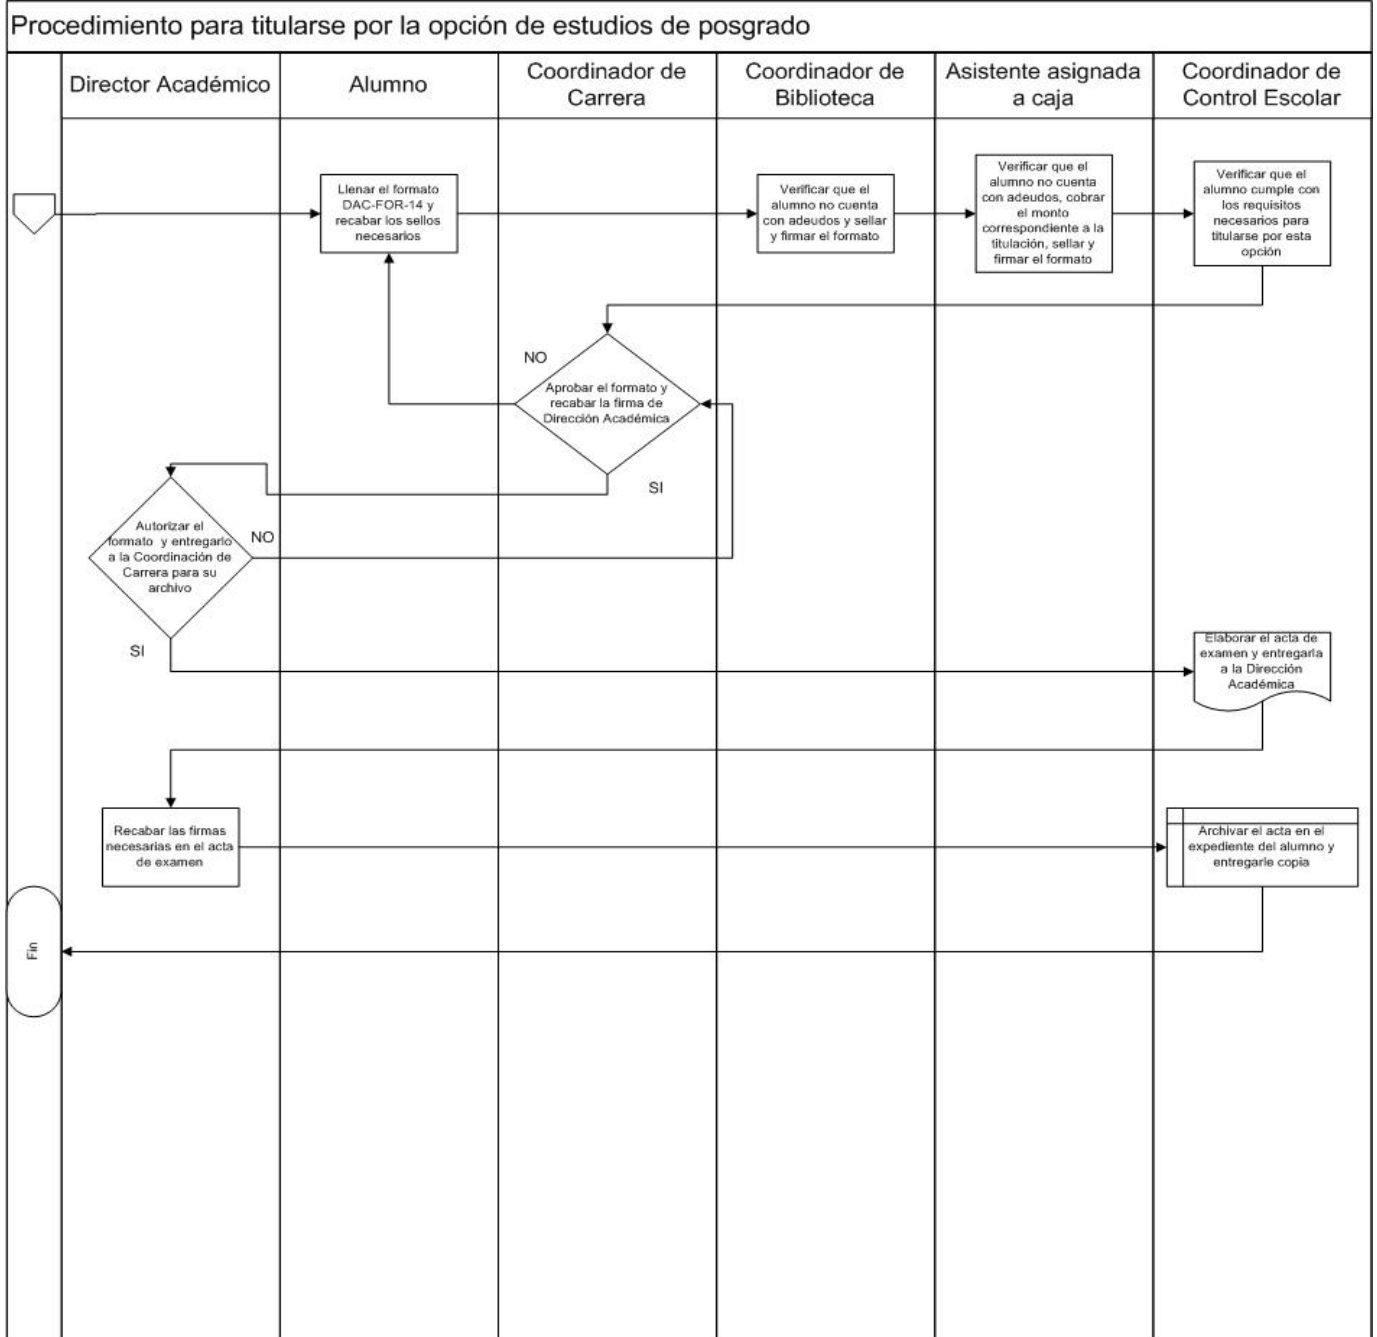 Procedimiento para titularse por la opción de estudios de posgrado
Director Académico
Alumno
Coordinador de
Carrera
Coordinador de
Biblioteca
Asistente asignada
a caja
Coordinador de
Control Escolar
Llenar el formato
DAC-FOR-14 y
recabar los sellos
necesarios
Verificar que el
alumno no cuenta
con adeudos y sellar
y firmar el formato
Verificar que el
alumno no cuenta
con adeudos, cobrar
el monto
correspondiente a la
titulación, sellar y
firmar el formato
Verificar que el
alumno cumple con
los requisitos
necesarios para
titularse por esta
opción
NO
Aprobar el formato y
recabar la firma de
Dirección Académica
SI
Autorizar el
formato y entregarlo
a la Coordinación de
Carrera para su
archivo
NO
SI
Elaborar el acta de
examen y entregarla
a la Dirección
Académica
Recabar las firmas
necesarias en el acta
de examen
Archivar el acta en el
expediente del alumno y
entregarle copia
Fin